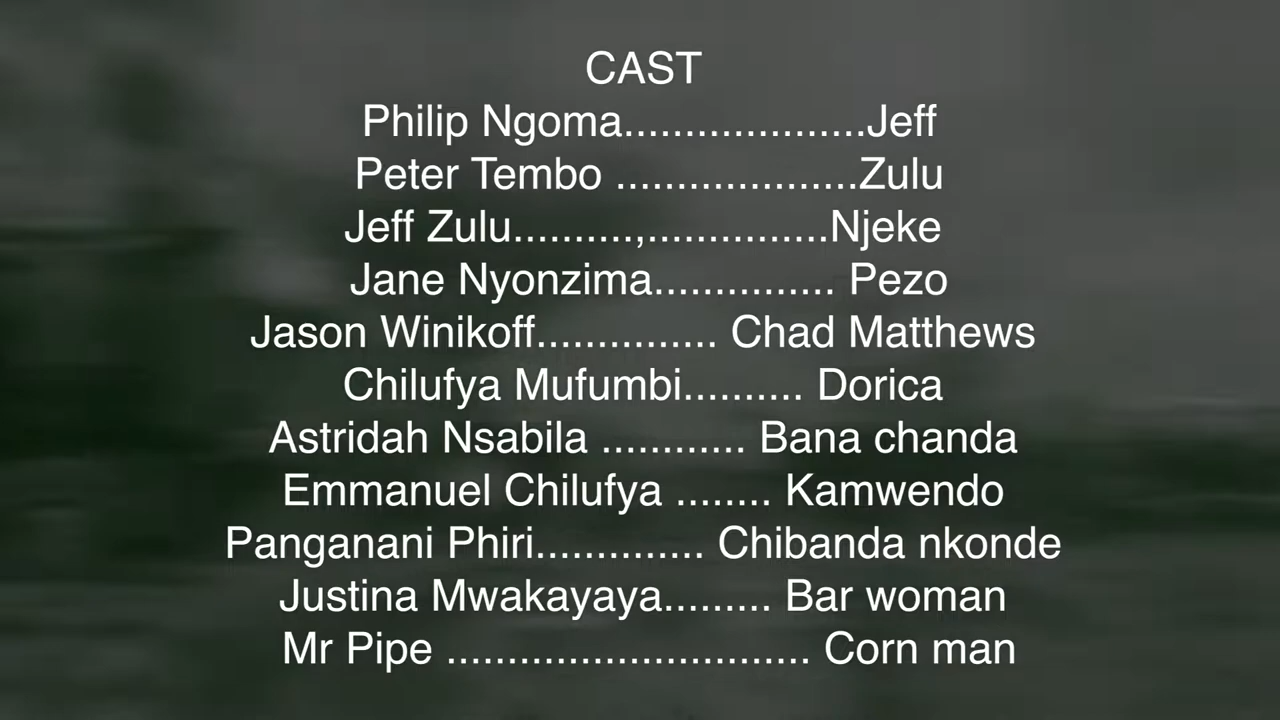 CAST
Philip Ngoma....................Jeff
Peter Tembo ....................Zulu
Jeff Zulu..........,...............Njeke
Jane Nyonzima............... Pezo
Jason Winikoff............... Chad Matthews
Chilufya Mufumbi.......... Dorica
Astridah Nsabila ............ Bana chanda
Emmanuel Chilufya ........ Kamwendo
Panganani Phiri.............. Chibanda nkonde
Justina Mwakayaya......... Bar woman
Mr Pipe .............................. Corn man